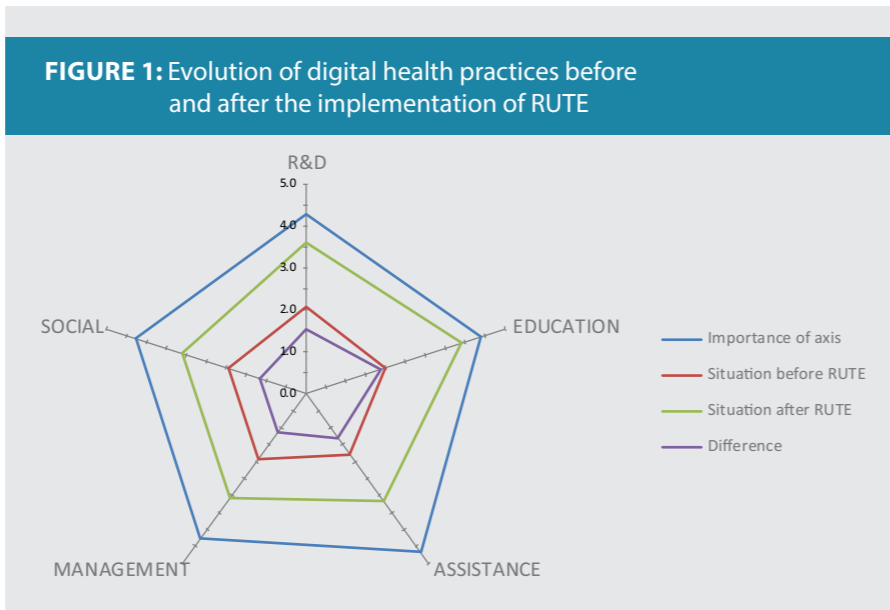 FIGURE 1: Evolution of digital health practices before
and after the implementation of RUTE
R&D
5.0
4.0
3.0
2.0
1.0
0.0
SOCIAL
EDUCATION
MANAGEMENT
ASSISTANCE
Importance of axis
Situation before RUTE
Situation after RUTE
Difference